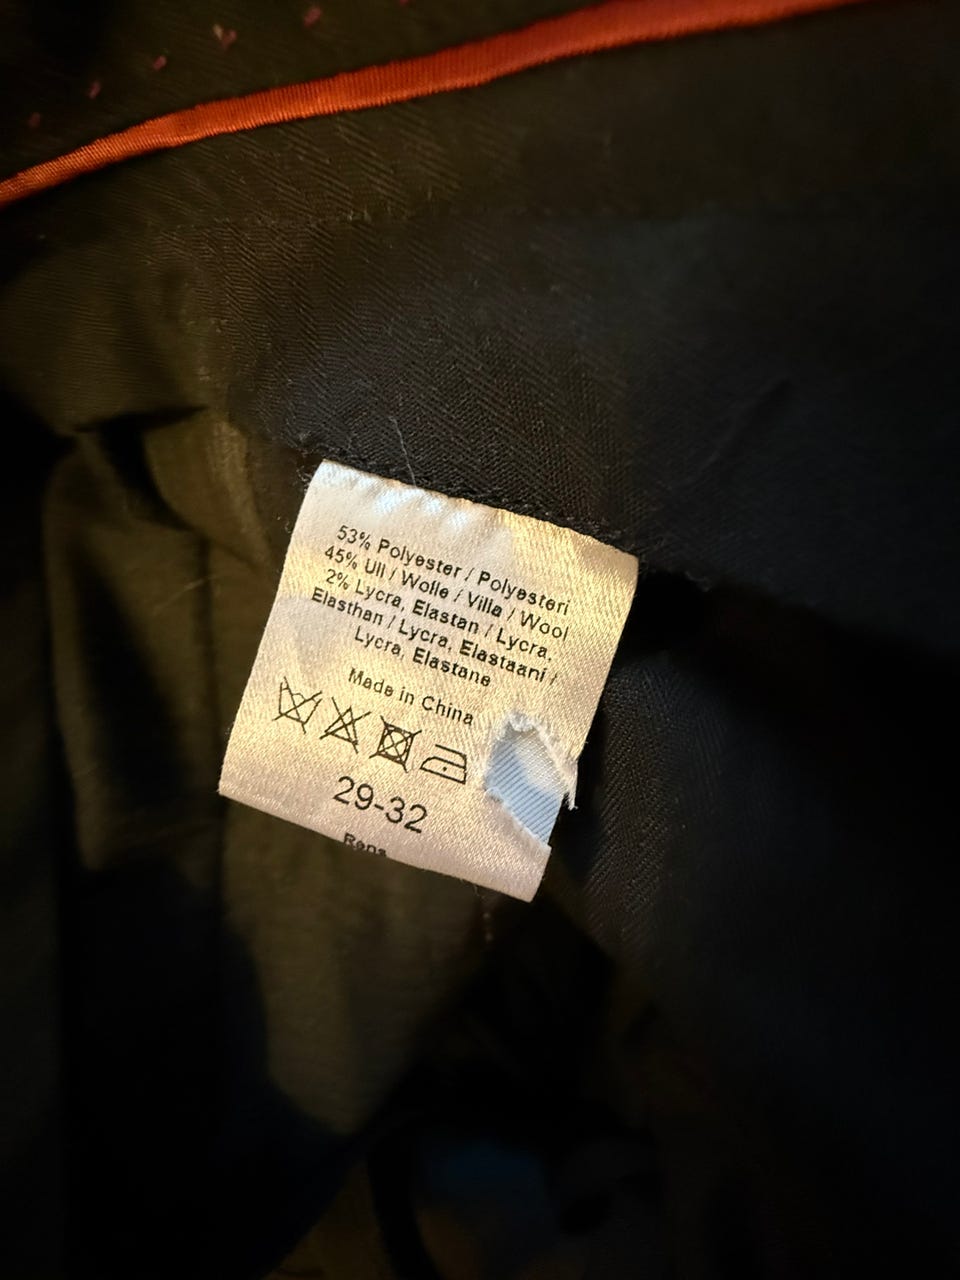 53% Polyester / Polyesteri
45% Ull / Wolle / Villa / Wool
2% Lycra, Elastan / Lycra,
Elasthan / Lycra, Elastaani /
Lycra, Elastane
Made in China
29-32
Rens